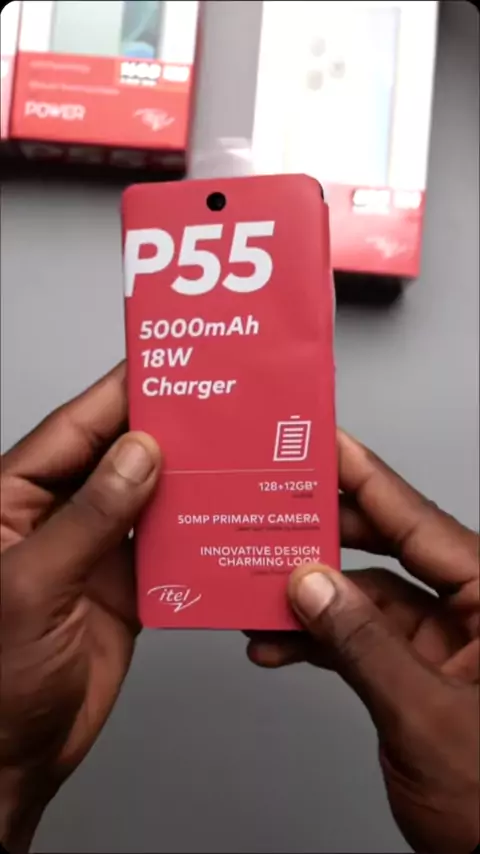 POWER
itel
P55
5000mAh
18W
Charger
128+12GB*
50MP PRIMARY CAMERA
INNOVATIVE DESIGN
CHARMING LOOK
itel